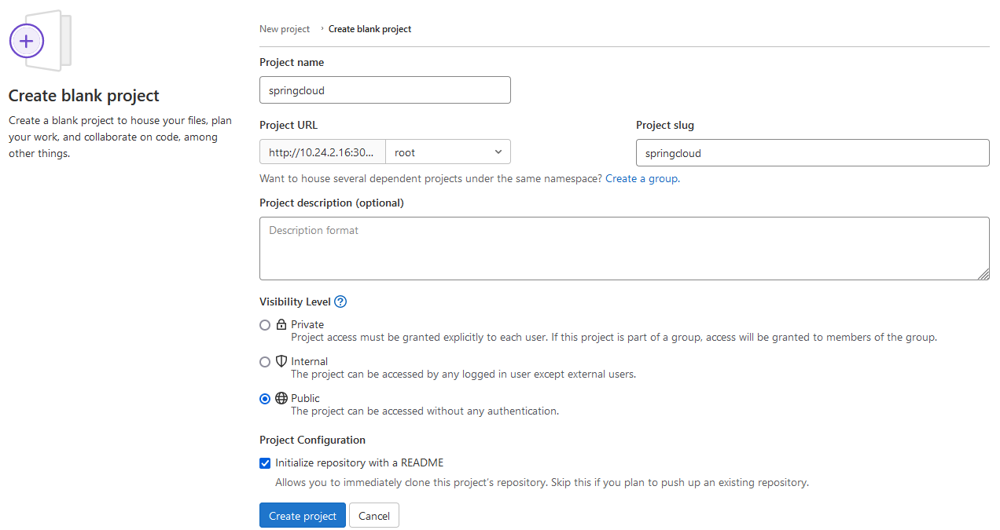 Create blank project
Create a blank project to house your files, plan
your work, and collaborate on code, among
other things.
New project › Create blank project
Project name
springcloud
Project URL
http://10.24.2.16:30... root
Project slug
springcloud
Want to house several dependent projects under the same namespace? Create a group.
Project description (optional)
Description format
Visibility Level ?
Private
Project access must be granted explicitly to each user. If this project is part of a group, access will be granted to members of the group.
Internal
The project can be accessed by any logged in user except external users.
Public
The project can be accessed without any authentication.
Project Configuration
Initialize repository with a README
Allows you to immediately clone this project's repository. Skip this if you plan to push up an existing repository.
Create project Cancel